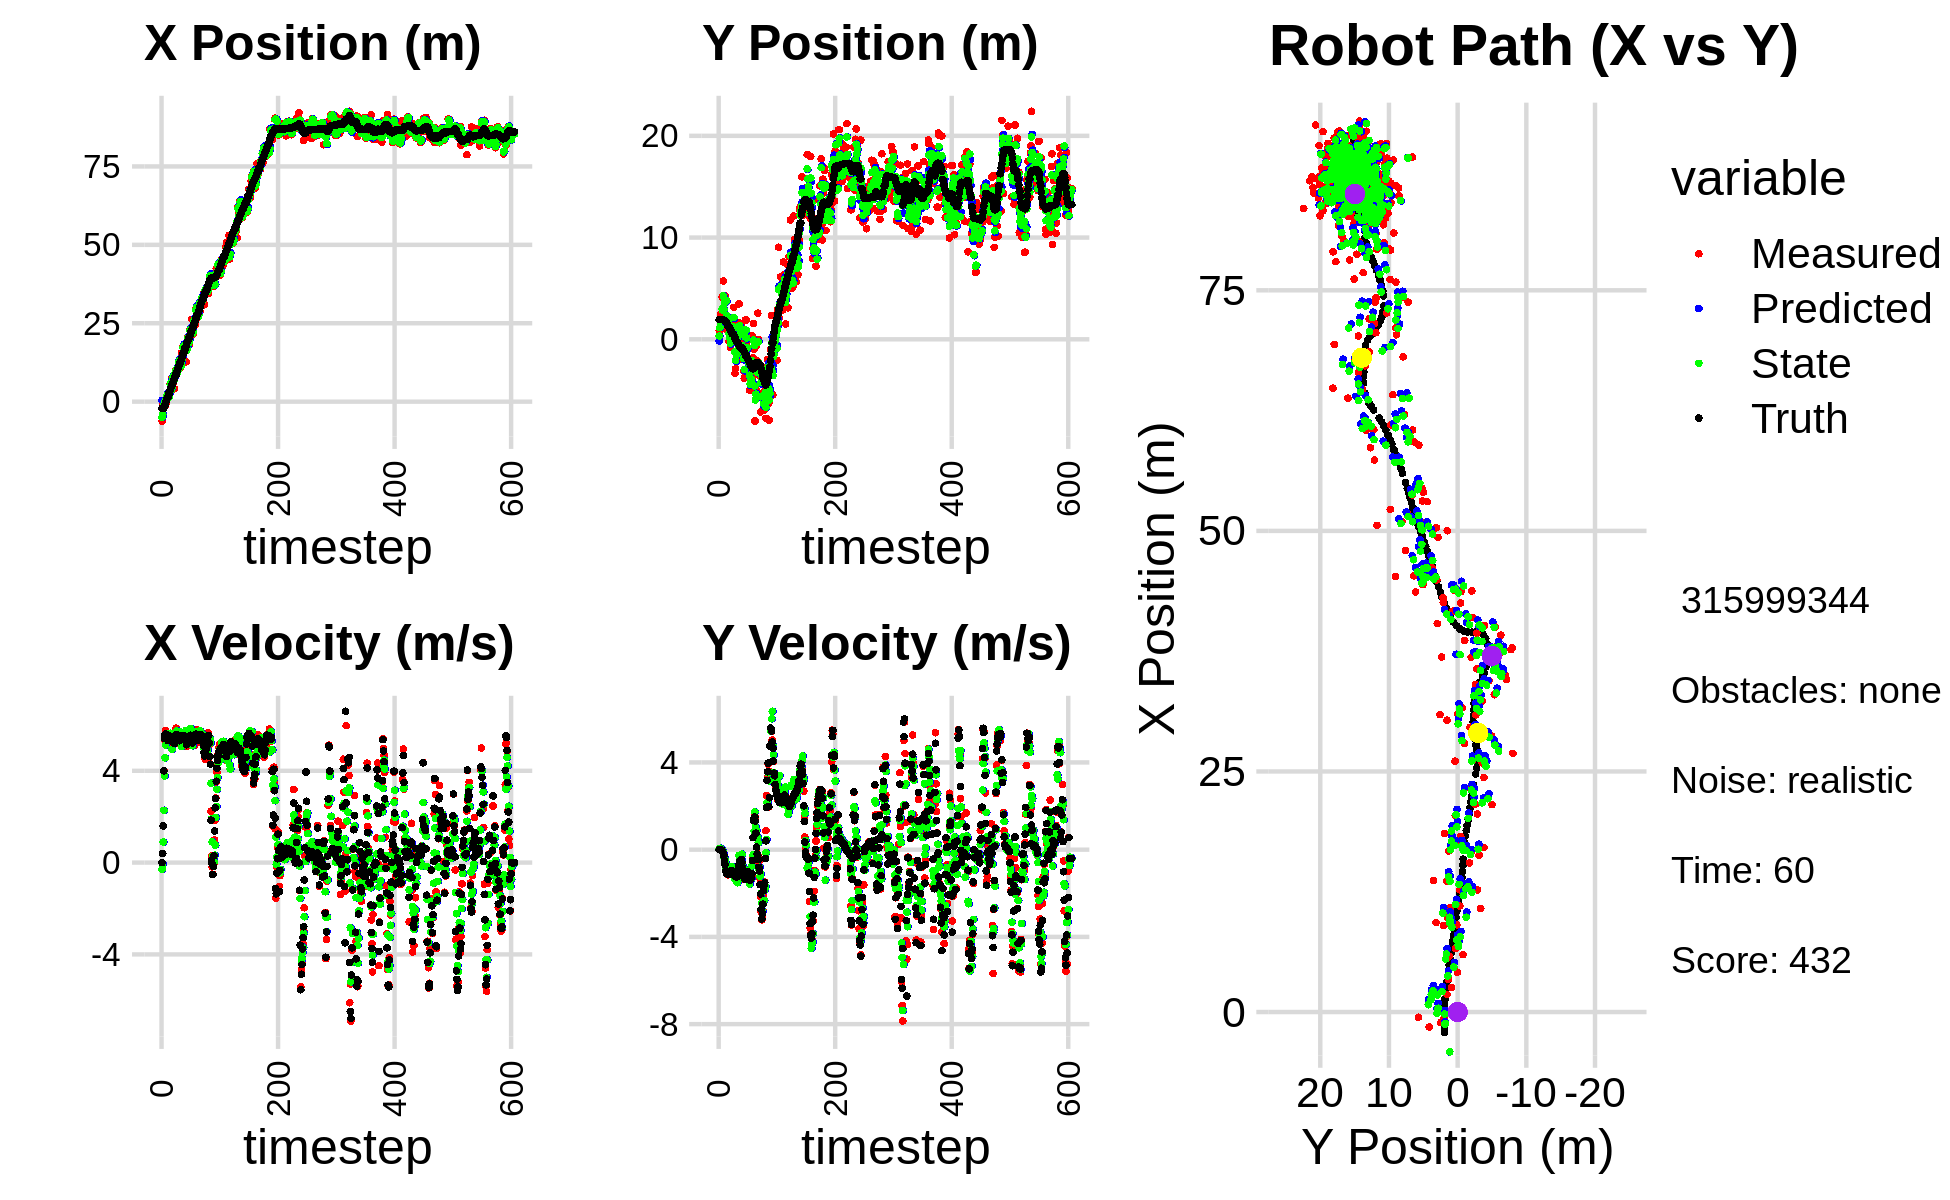 X Position (m)
75
50
25
0
0
200
400
600
timestep
Y Position (m)
20
10
0
0
200
400
600
timestep
X Velocity (m/s)
4
0
-4
0
200
400
600
timestep
Y Velocity (m/s)
4
0
-4
-8
0
200
400
600
timestep
Robot Path (X vs Y)
X Position (m)
75
50
25
0
20 10 0 -10 -20
Y Position (m)
variable
Measured
Predicted
State
Truth
315999344
Obstacles: none
Noise: realistic
Time: 60
Score: 432